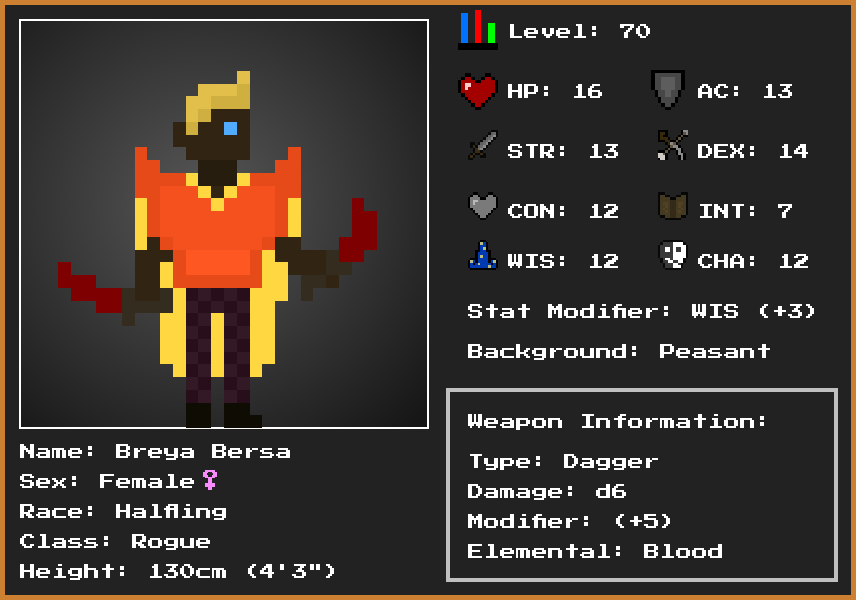 Level: 70
HP: 16
AC: 13
STR: 13
DEX: 14
CON: 12
INT: 7
WIS: 12
CHA: 12
Stat Modifier: WIS (+3)
Background: Peasant
Name: Breya Bersa
Sex: Female♀
Race: Halfling
Class: Rogue
Height: 130cm (4'3")
Weapon Information:
Type: Dagger
Damage: d6
Modifier: (+5)
Elemental: Blood